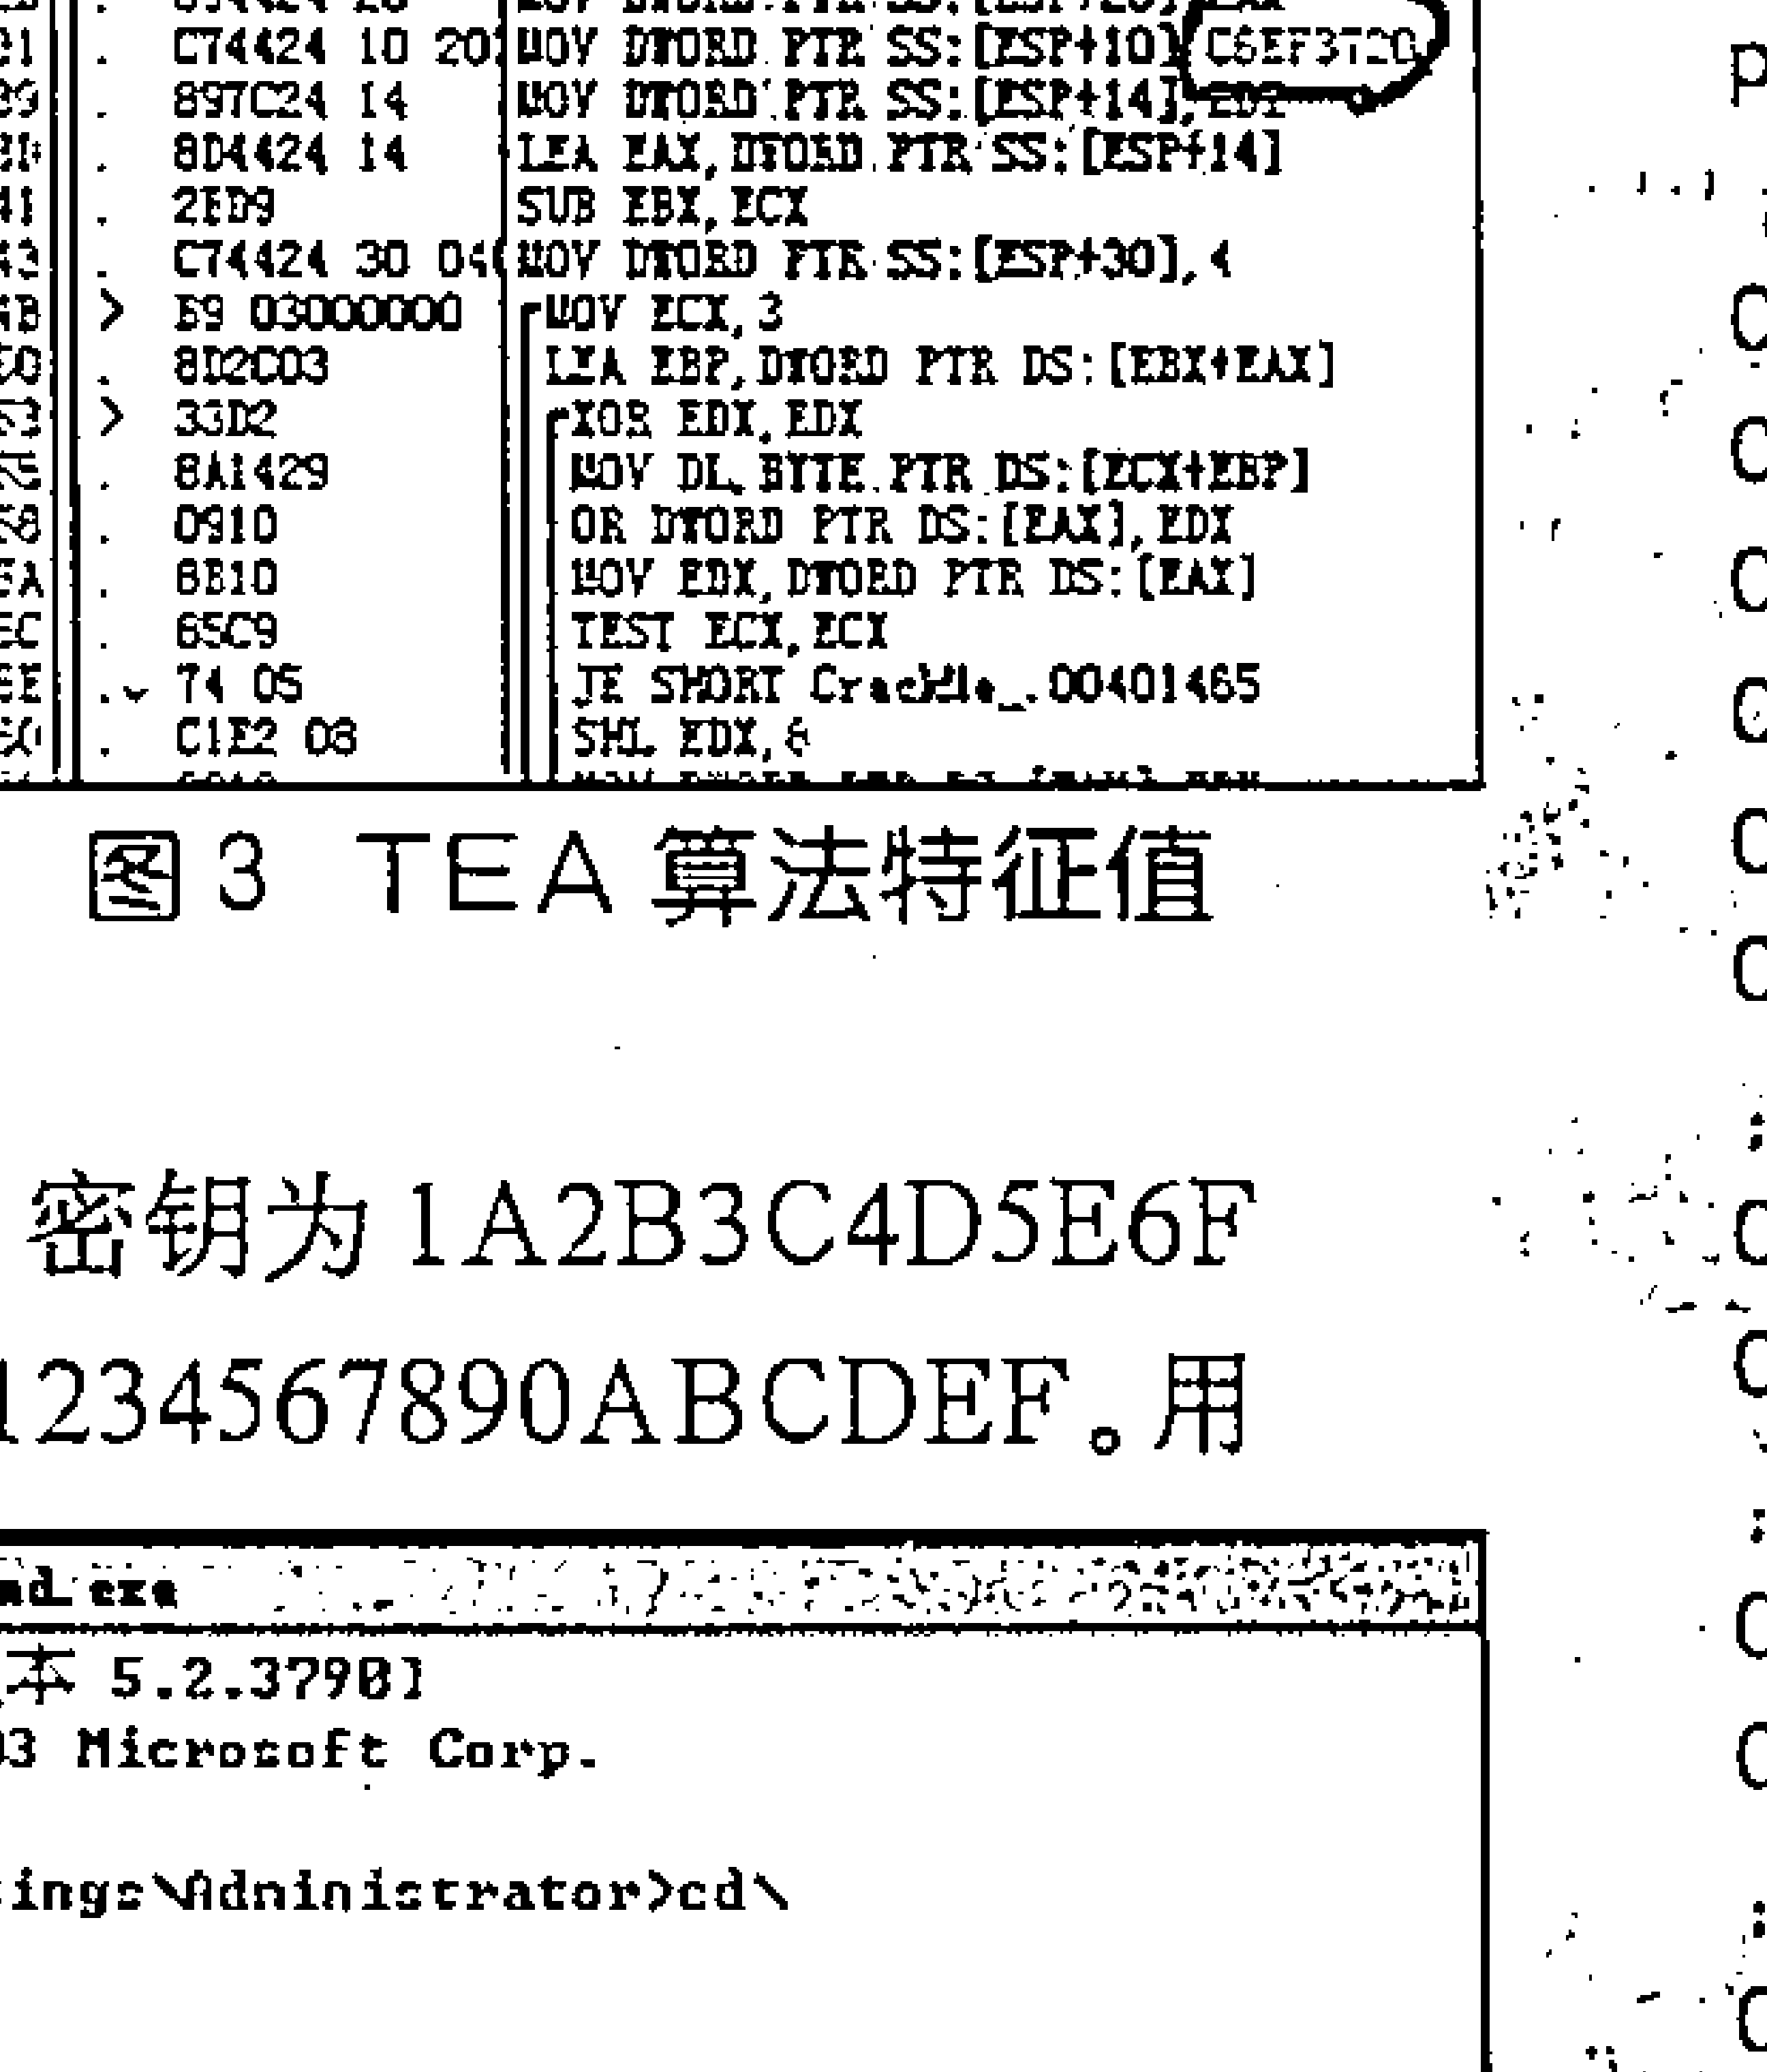 . C74424 10 20 MOV DWORD PTR SS:[ESP+10], C6EF3720
. 897C24 14 MOV DWORD PTR SS:[ESP+14], EDI
. 8D4424 14 LEA EAX, DWORD PTR SS:[ESP+14]
41 . 2BD9 SUB EBX, ECX
43 . C74424 30 04 MOV DWORD PTR SS:[ESP+30], 4
4B > B9 03000000 MOV ECX, 3
. 8D2C03 LEA EBP, DWORD PTR DS:[EBX+EAX]
> 33D2 XOR EDX, EDX
. 8A1429 MOV DL, BYTE PTR DS:[ECX+EBP]
. 0910 OR DWORD PTR DS:[EAX], EDX
. 8B10 MOV EDX, DWORD PTR DS:[EAX]
. 85C9 TEST ECX, ECX
. 74 05 JE SHORT CrackMe_.00401465
. C1E2 08 SHL EDX, 8
图3 TEA算法特征值
密钥为1A2B3C4D5E6F
1234567890ABCDEF。用
md.exe
本 5.2.3790]
03 Microsoft Corp.
ings\Administrator>cd\